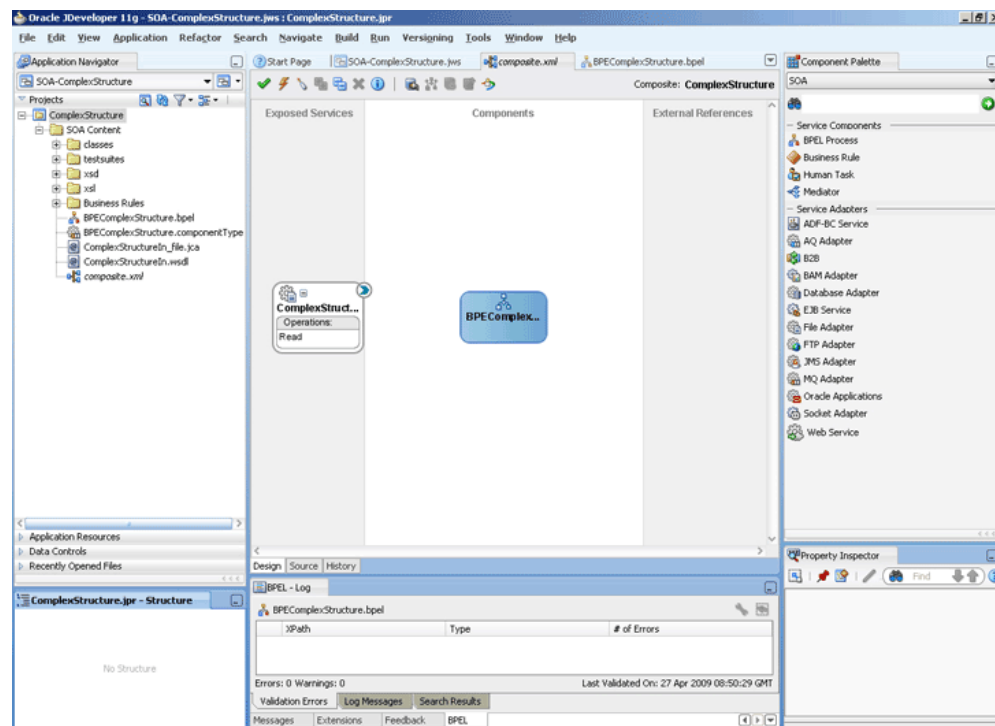 Oracle JDeveloper 11g - SOA-ComplexStructure.jws : ComplexStructure.jpr
File Edit View Application Refactor Search Navigate Build Run Versigning Tools Window Help
Application Navigator
SOA-ComplexStructure
Projects
ComplexStructure
SOA Content
classes
testsuites
xsd
xsl
Business Rules
BPEComplexStructure.bpel
BPEComplexStructure.componentType
ComplexStructureIn_file.jca
ComplexStructureIn.wsdl
composite.xml
Application Resources
Data Controls
Recently Opened Files
ComplexStructure.jpr - Structure
No Structure
Start Page SOA-ComplexStructure.jws composite.xml BPEComplexStructure.bpel
Composite: ComplexStructure
Exposed Services Components External References
ComplexStruct...
Operations:
Read
BPEComplex...
Design Source History
BPEL - Log
BPEComplexStructure.bpel
XPath Type # of Errors
Errors: 0 Warnings: 0 Last Validated On: 27 Apr 2009 08:50:29 GMT
Validation Errors Log Messages Search Results
Messages Extensions Feedback BPEL
Component Palette
SOA
Service Components
BPEL Process
Business Rule
Human Task
Mediator
Service Adapters
ADF-BC Service
AQ Adapter
B2B
BAM Adapter
Database Adapter
EJB Service
File Adapter
FTP Adapter
JMS Adapter
MQ Adapter
Oracle Applications
Socket Adapter
Web Service
Property Inspector
Find